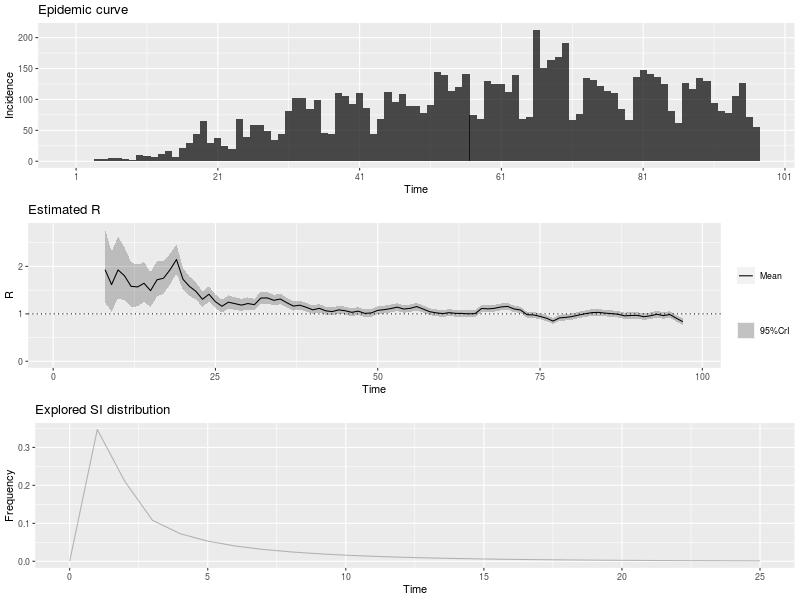 Epidemic curve
200
150
100
50
0
Incidence
1 21 41 61 81 101
Time
Estimated R
2
1
0
R
0 25 50 75 100
Time
Mean
95%CrI
Explored SI distribution
0.3
0.2
0.1
0.0
Frequency
0 5 10 15 20 25
Time